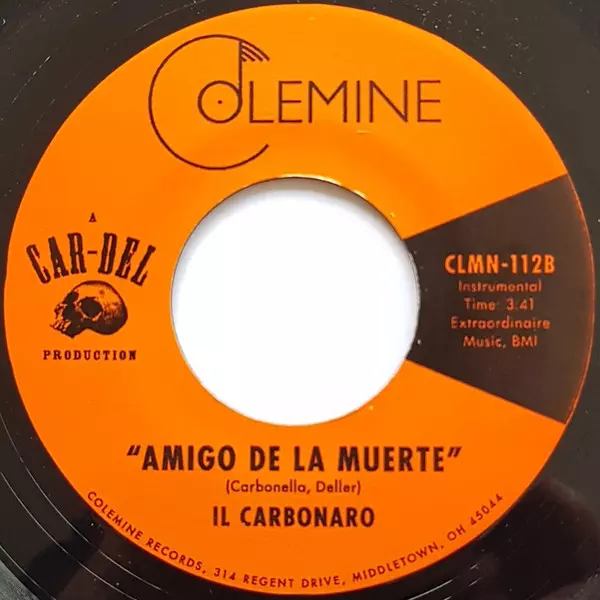 COLEMINE
A
CAR-DEL
PRODUCTION
CLMN-112B
Instrumental
Time: 3:41
Extraordinaire
Music, BMI
"AMIGO DE LA MUERTE"
(Carbonella, Deller)
IL CARBONARO
COLEMINE RECORDS, 314 REGENT DRIVE, MIDDLETOWN, OH 45044